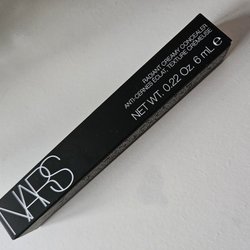 NARS
RADIANT CREAMY CONCEALER
ANTI-CERNES ÉCLAT, TEXTURE CRÉMEUSE
NET WT. 0.22 Oz. 6 mL ℮